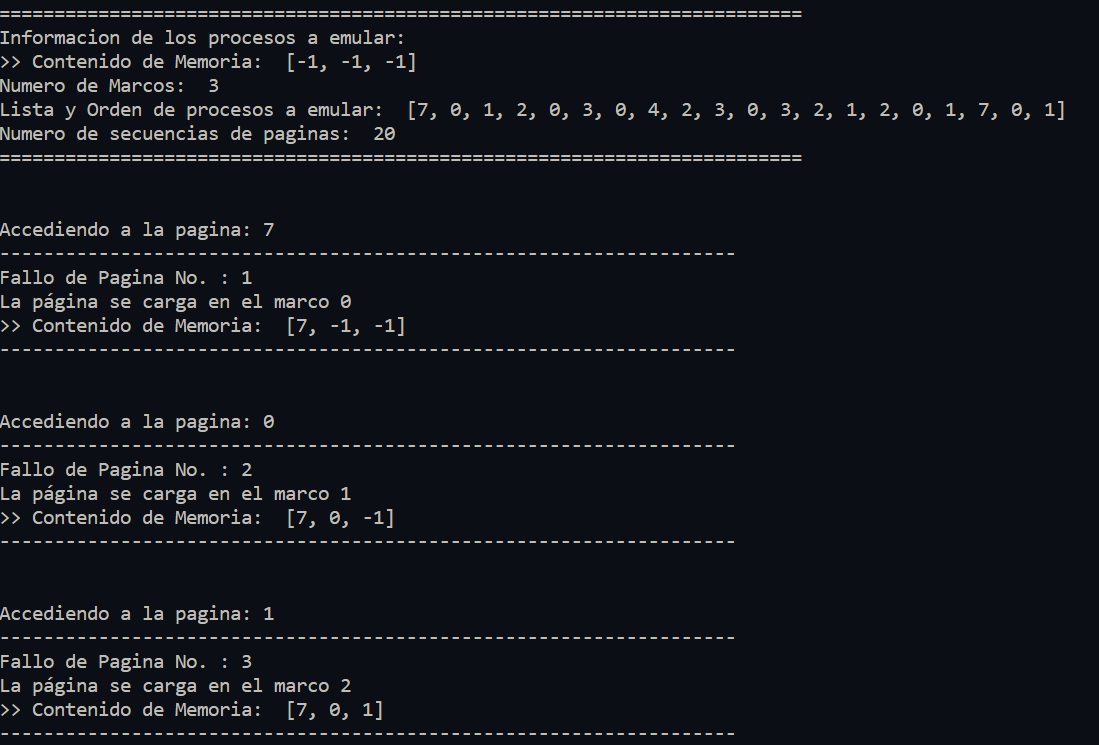 =========================================================================
Informacion de los procesos a emular:
>> Contenido de Memoria:  [-1, -1, -1]
Numero de Marcos:  3
Lista y Orden de procesos a emular:  [7, 0, 1, 2, 0, 3, 0, 4, 2, 3, 0, 3, 2, 1, 2, 0, 1, 7, 0, 1]
Numero de secuencias de paginas:  20
=========================================================================
Accediendo a la pagina: 7
-------------------------------------------------------------------
Fallo de Pagina No. : 1
La página se carga en el marco 0
>> Contenido de Memoria:  [7, -1, -1]
-------------------------------------------------------------------
Accediendo a la pagina: 0
-------------------------------------------------------------------
Fallo de Pagina No. : 2
La página se carga en el marco 1
>> Contenido de Memoria:  [7, 0, -1]
-------------------------------------------------------------------
Accediendo a la pagina: 1
-------------------------------------------------------------------
Fallo de Pagina No. : 3
La página se carga en el marco 2
>> Contenido de Memoria:  [7, 0, 1]
-------------------------------------------------------------------